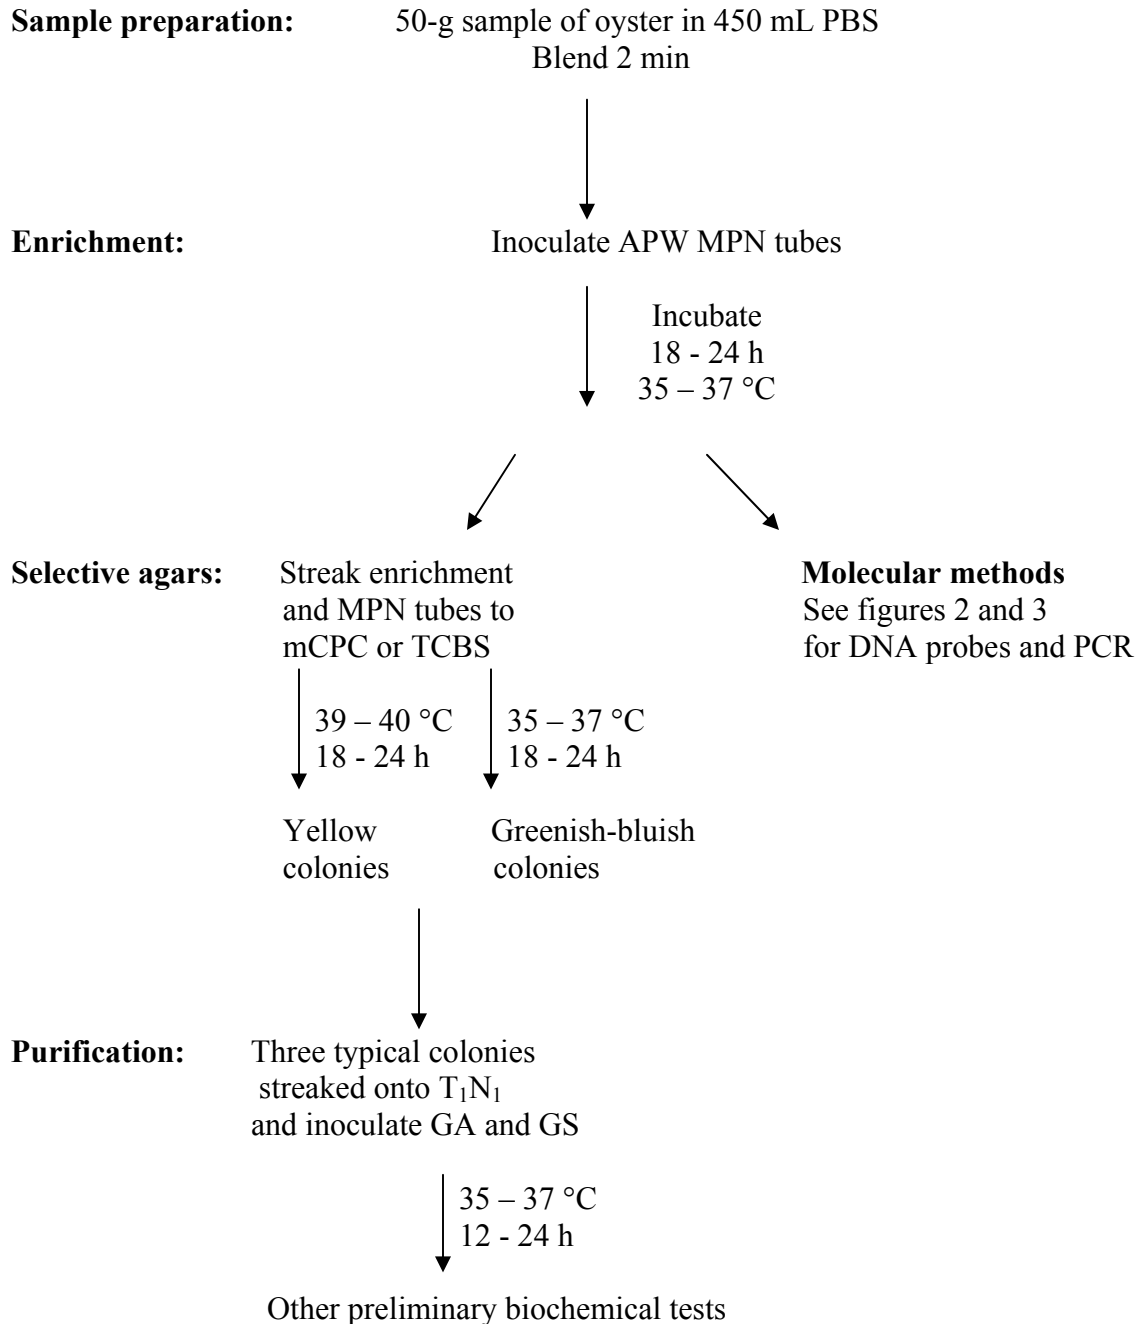 Sample preparation: 50-g sample of oyster in 450 mL PBS
Blend 2 min
Enrichment: Inoculate APW MPN tubes
Incubate
18 - 24 h
35 – 37 °C
Selective agars: Streak enrichment
and MPN tubes to
mCPC or TCBS
Molecular methods
See figures 2 and 3
for DNA probes and PCR
39 – 40 °C
18 - 24 h
35 – 37 °C
18 - 24 h
Yellow
colonies
Greenish-bluish
colonies
Purification: Three typical colonies
streaked onto T₁N₁
and inoculate GA and GS
35 – 37 °C
12 - 24 h
Other preliminary biochemical tests